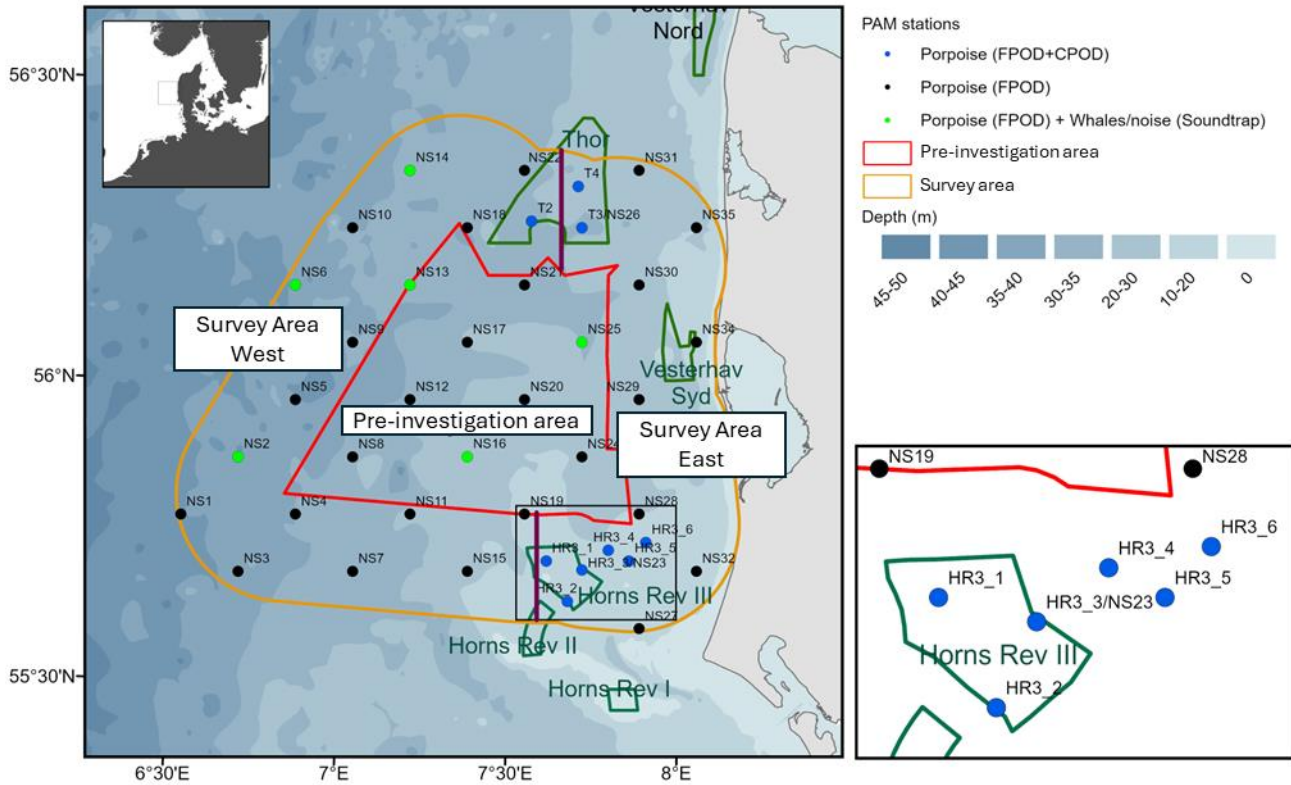 Vesterhav
Nord
56°30'N
56°N
55°30'N
6°30'E
7°E
7°30'E
8°E
Thor
NS14
NS22
NS31
T4
NS10
NS18
T2
T3/NS26
NS35
NS6
NS13
NS21
NS30
Survey Area
West
NS9
NS17
NS25
NS34
Vesterhav
Syd
NS5
NS12
NS20
NS29
Pre-investigation area
Survey Area
East
NS2
NS8
NS16
NS24
NS1
NS4
NS11
NS19
NS28
HR3_6
HR3_4
HR3_1
HR3_5
HR3_3/NS23
NS3
NS7
NS15
NS32
HR3_2
Horns Rev III
NS27
Horns Rev II
Horns Rev I
PAM stations
Porpoise (FPOD+CPOD)
Porpoise (FPOD)
Porpoise (FPOD) + Whales/noise (Soundtrap)
Pre-investigation area
Survey area
Depth (m)
45-50
40-45
35-40
30-35
20-30
10-20
0
NS19
NS28
HR3_6
HR3_4
HR3_1
HR3_5
HR3_3/NS23
Horns Rev III
HR3_2